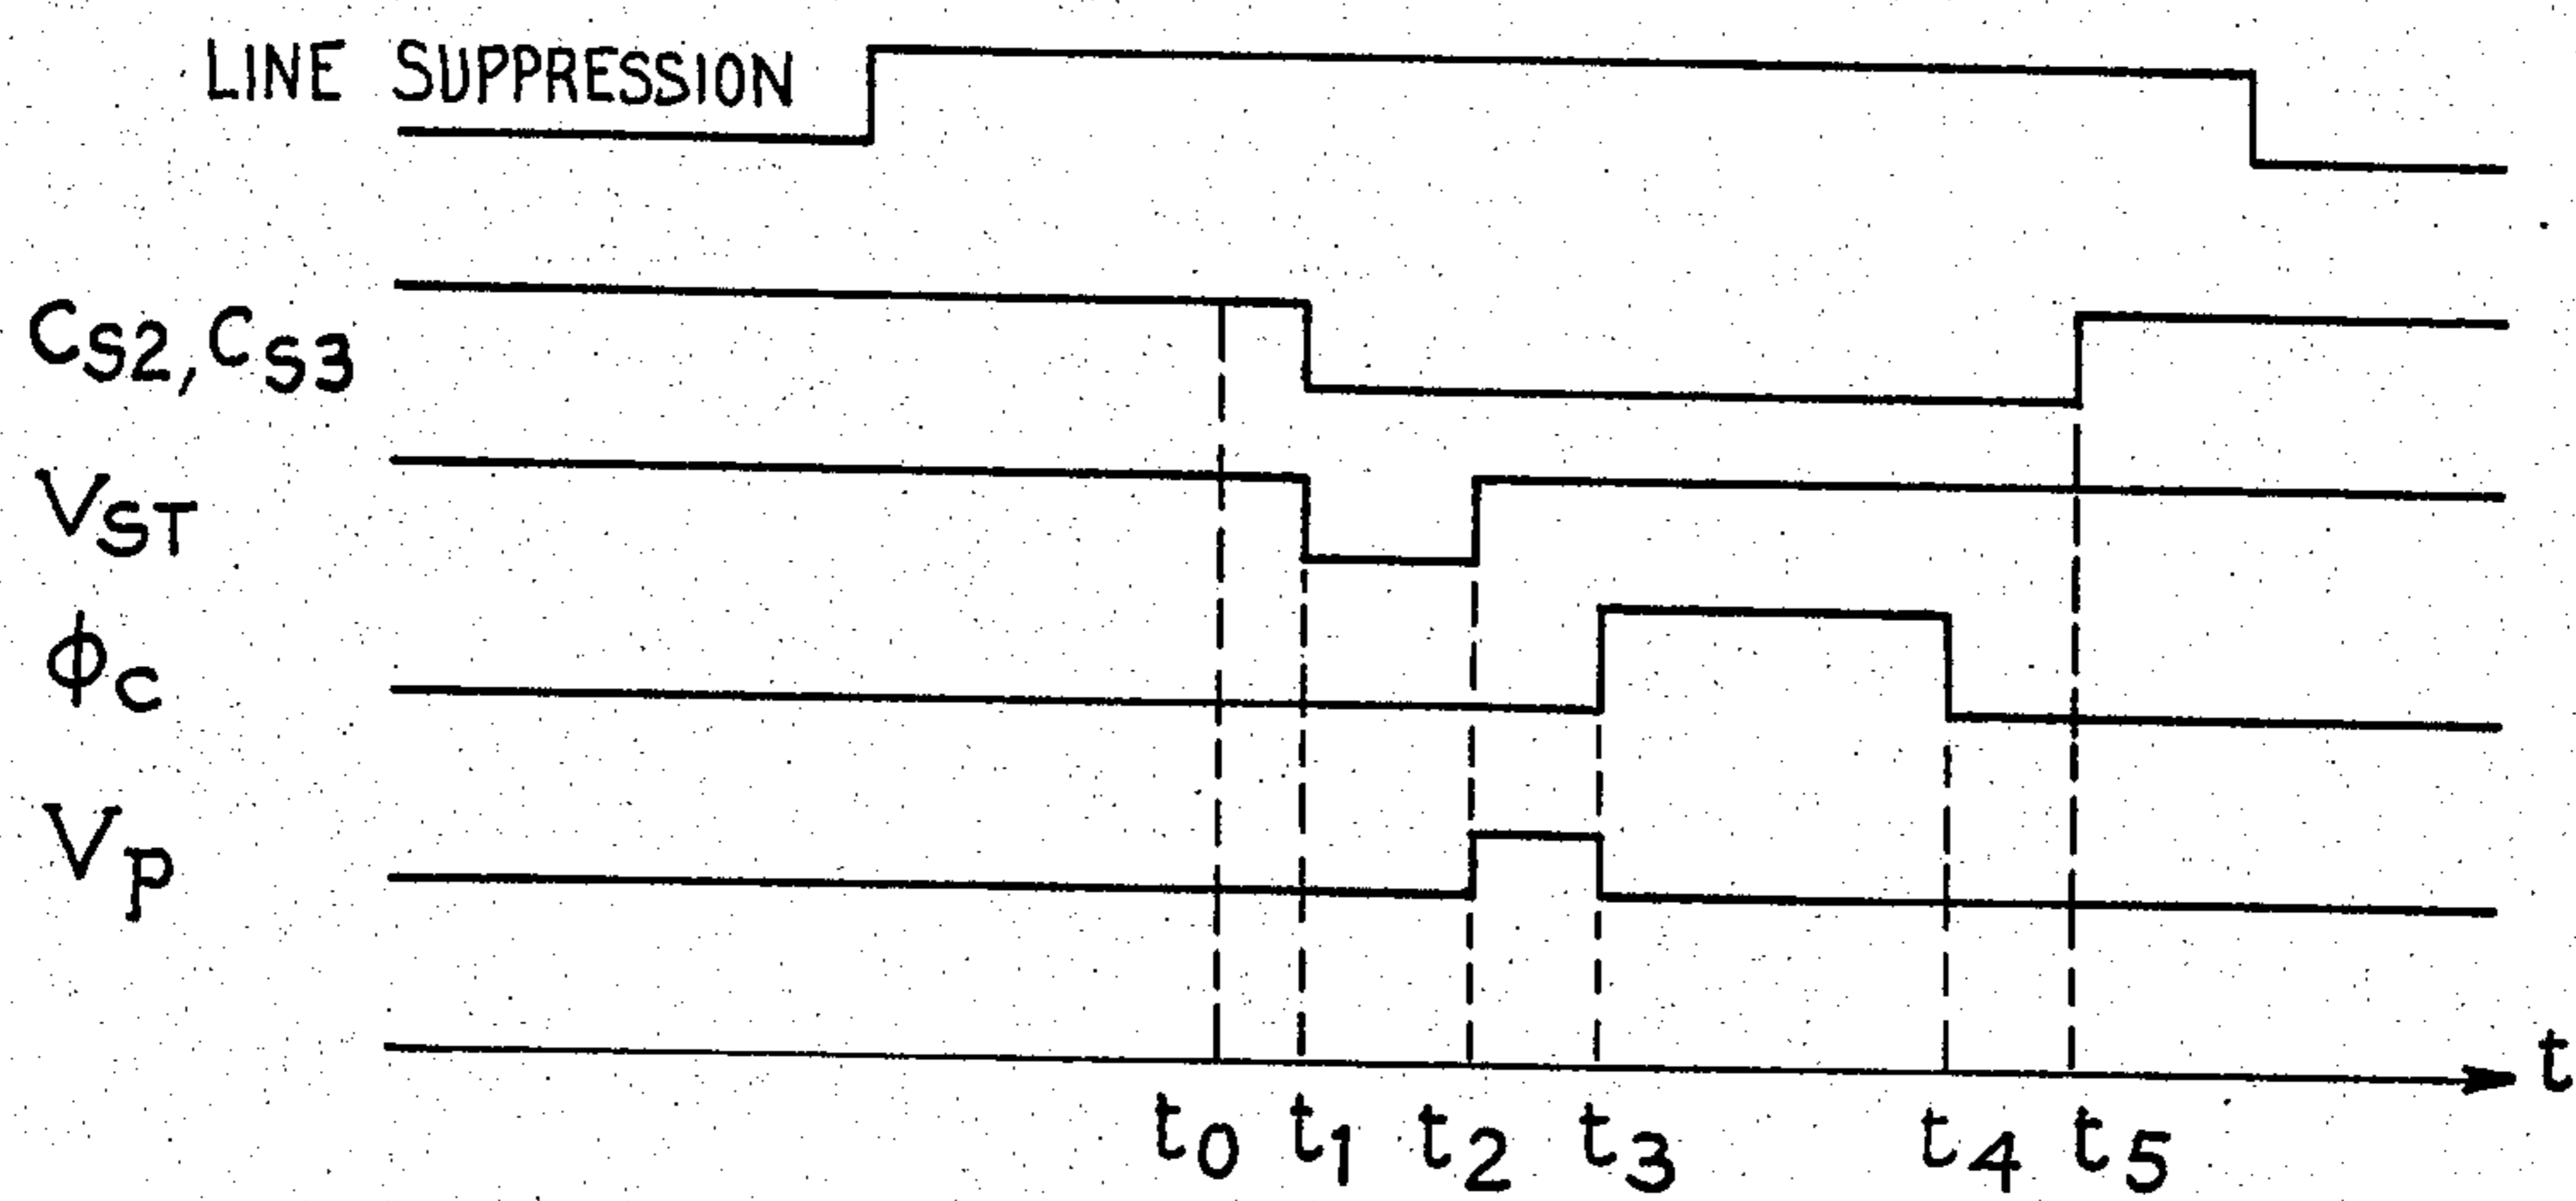 LINE SUPPRESSION
CS2, CS3
VST
ϕC
VP
t
t0 t1 t2 t3 t4 t5